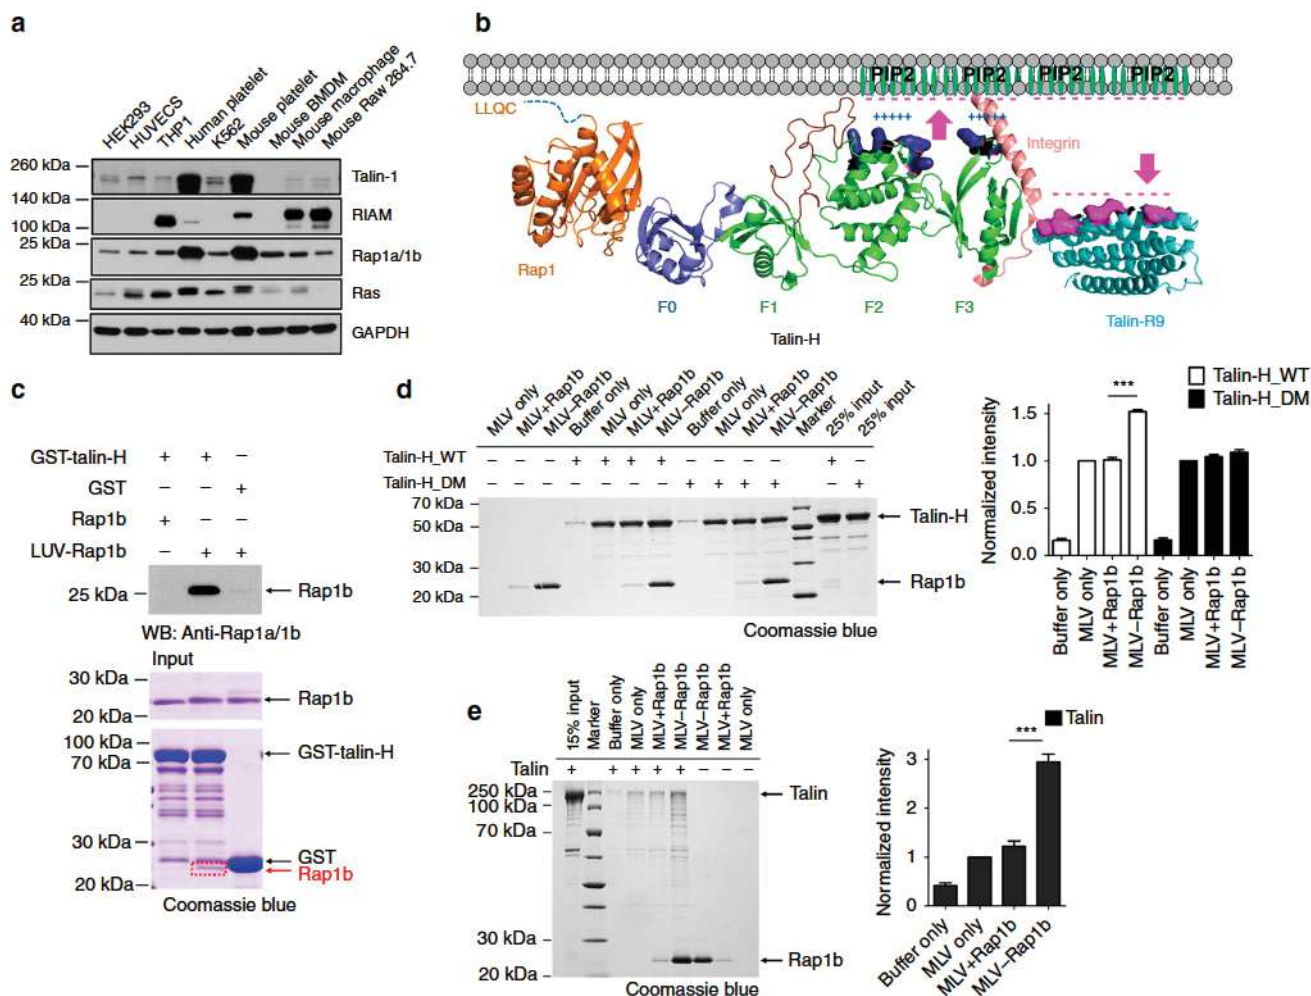 a
HEK293
HUVECS
THP1
Human platelet
K562
Mouse platelet
Mouse BMDM
Mouse macrophage
Mouse Raw 264.7
260 kDa
Talin-1
140 kDa
RIAM
100 kDa
25 kDa
Rap1a/1b
25 kDa
Ras
40 kDa
GAPDH
b
PIP2 PIP2 PIP2 PIP2
LLQC
+++++ +++++
Integrin
Rap1
F0 F1 F2 F3
Talin-H
Talin-R9
c
GST-talin-H + + –
GST – – +
Rap1b + – –
LUV-Rap1b – + +
25 kDa
Rap1b
WB: Anti-Rap1a/1b
Input
30 kDa
Rap1b
20 kDa
100 kDa
GST-talin-H
70 kDa
30 kDa
GST
Rap1b
20 kDa
Coomassie blue
d
MLV only
MLV+Rap1b
MLV–Rap1b
Buffer only
MLV only
MLV+Rap1b
MLV–Rap1b
Buffer only
MLV only
MLV+Rap1b
MLV–Rap1b
Marker
25% input
25% input
Talin-H_WT – – – + + + + – – – – + –
Talin-H_DM – – – – – – – + + + + – +
70 kDa
Talin-H
50 kDa
30 kDa
Rap1b
20 kDa
Coomassie blue
Talin-H_WT
Talin-H_DM
***
Normalized intensity
1.5
1.0
0.5
0.0
Buffer only
MLV only
MLV+Rap1b
MLV–Rap1b
Buffer only
MLV only
MLV+Rap1b
MLV–Rap1b
e
15% input
Marker
Buffer only
MLV only
MLV+Rap1b
MLV–Rap1b
MLV–Rap1b
MLV+Rap1b
MLV only
Talin + + + + + – – –
250 kDa
Talin
100 kDa
70 kDa
30 kDa
Rap1b
20 kDa
Coomassie blue
Talin
***
Normalized intensity
3
2
1
0
Buffer only
MLV only
MLV+Rap1b
MLV–Rap1b